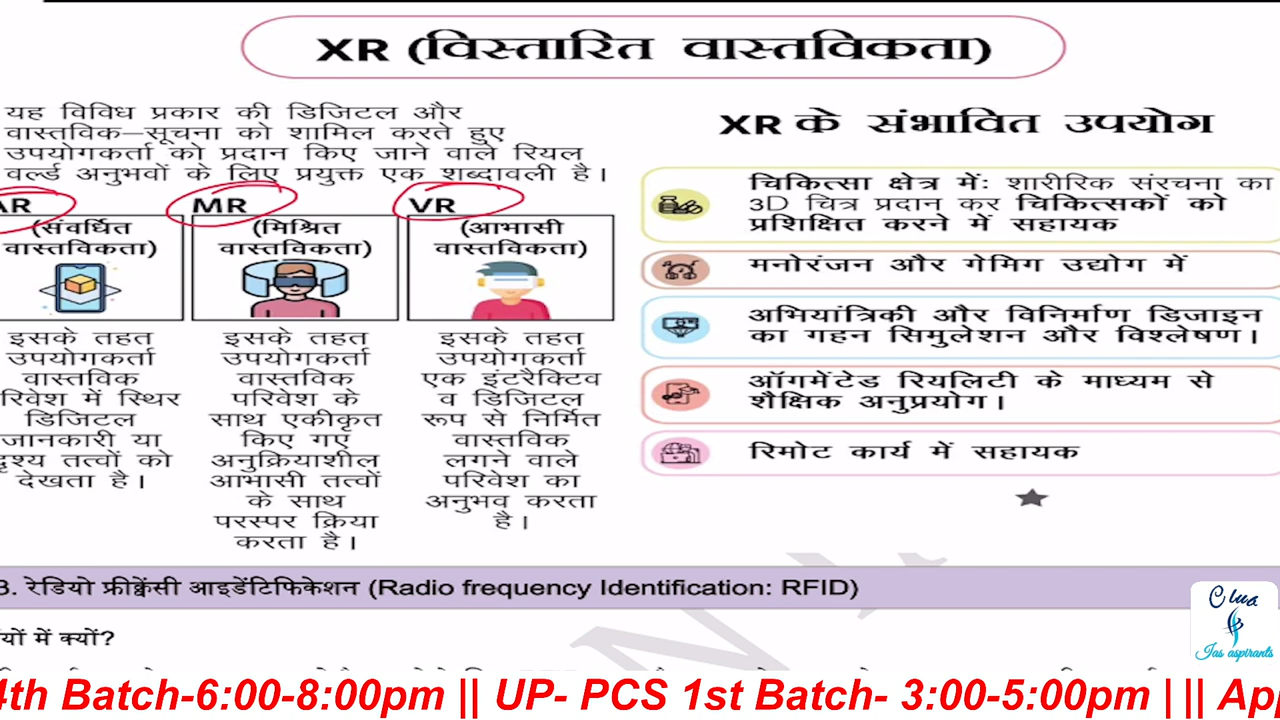 XR (विस्तारित वास्तविकता)
यह विविध प्रकार की डिजिटल और
वास्तविक–सूचना को शामिल करते हुए
उपयोगकर्ता को प्रदान किए जाने वाले रियल
वर्ल्ड अनुभवों के लिए प्रयुक्त एक शब्दावली है।
AR
(संवर्धित
वास्तविकता)
इसके तहत
उपयोगकर्ता
वास्तविक
रिवेश में स्थिर
डिजिटल
जानकारी या
दृश्य तत्वों को
देखता है।
MR
(मिश्रित
वास्तविकता)
इसके तहत
उपयोगकर्ता
वास्तविक
परिवेश के
साथ एकीकृत
किए गए
अनुक्रियाशील
आभासी तत्वों
के साथ
परस्पर क्रिया
करता है।
VR
(आभासी
वास्तविकता)
इसके तहत
उपयोगकर्ता
एक इंटरैक्टिव
व डिजिटल
रूप से निर्मित
वास्तविक
लगने वाले
परिवेश का
अनुभव करता
है।
XR के संभावित उपयोग
चिकित्सा क्षेत्र में: शारीरिक संरचना का
3D चित्र प्रदान कर चिकित्सकों को
प्रशिक्षित करने में सहायक
मनोरंजन और गेमिग उद्योग में
अभियांत्रिकी और विनिर्माण डिजाइन
का गहन सिमुलेशन और विश्लेषण।
ऑगमेंटेड रियलिटी के माध्यम से
शैक्षिक अनुप्रयोग।
रिमोट कार्य में सहायक
3. रेडियो फ्रीक्वेंसी आइडेंटिफिकेशन (Radio frequency Identification: RFID)
र्यों में क्यों?
Clue
Ias aspirants
4th Batch-6:00-8:00pm || UP- PCS 1st Batch- 3:00-5:00pm | || App